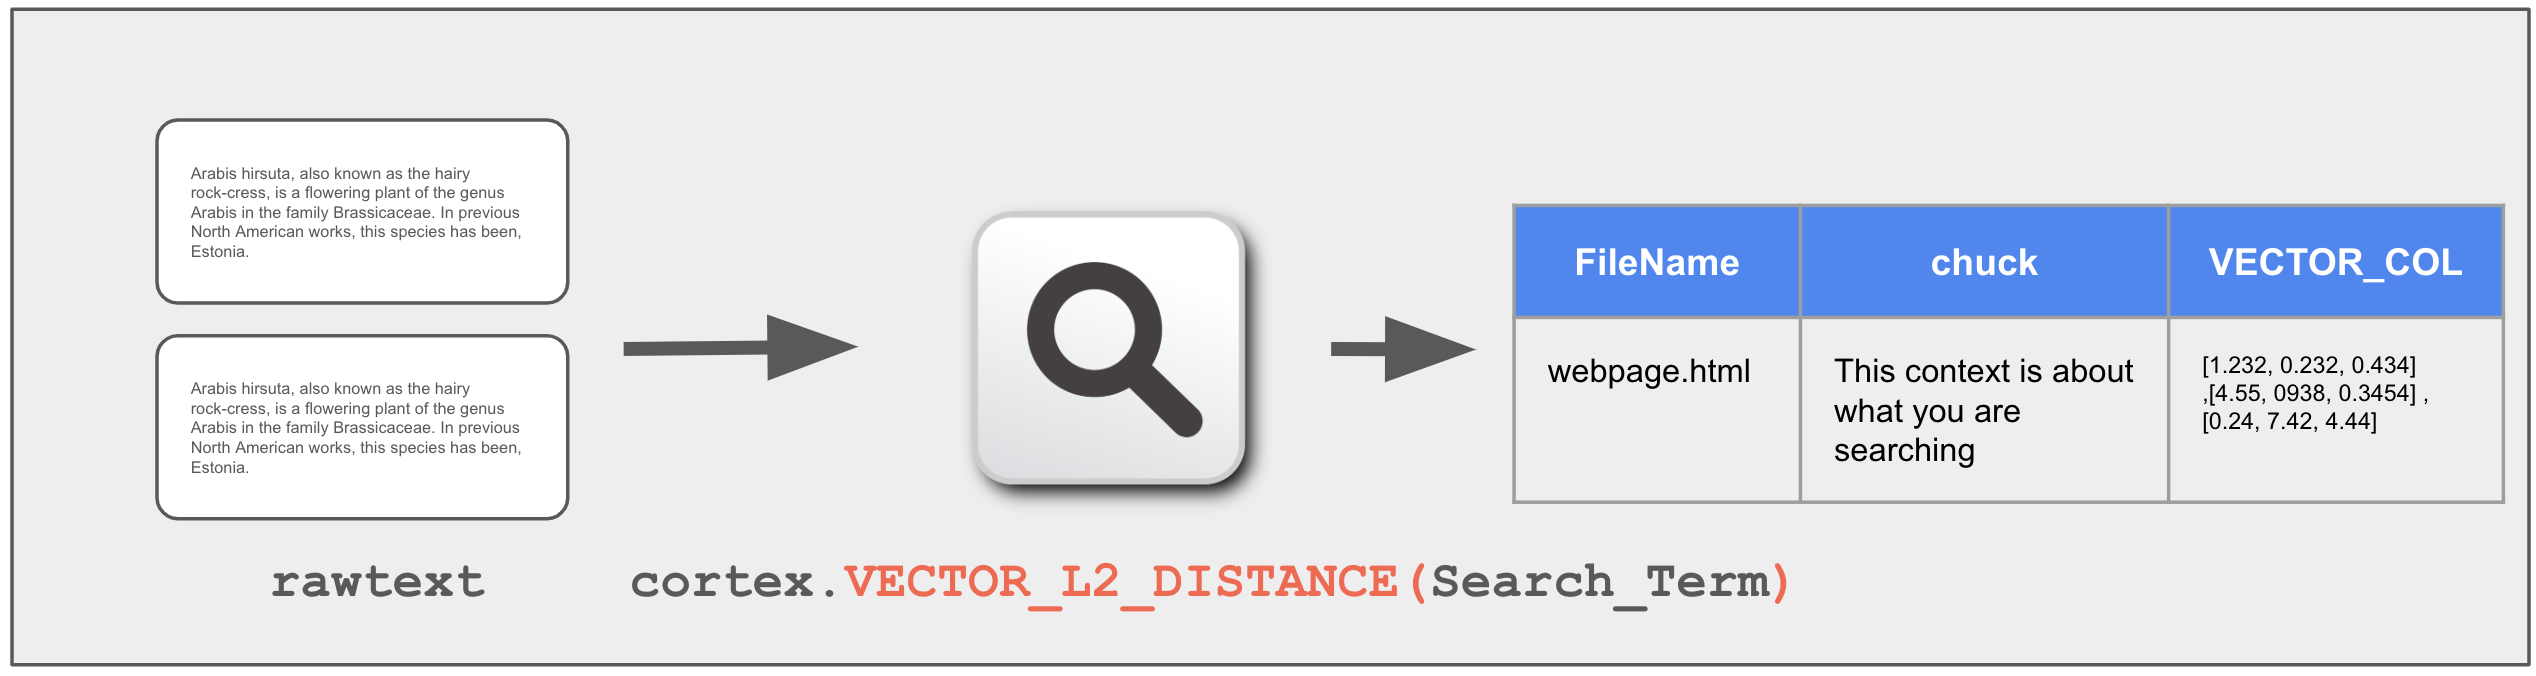 Arabis hirsuta, also known as the hairy
rock-cress, is a flowering plant of the genus
Arabis in the family Brassicaceae. In previous
North American works, this species has been,
Estonia.
Arabis hirsuta, also known as the hairy
rock-cress, is a flowering plant of the genus
Arabis in the family Brassicaceae. In previous
North American works, this species has been,
Estonia.
rawtext
cortex.VECTOR_L2_DISTANCE(Search_Term)
FileName
chuck
VECTOR_COL
webpage.html
This context is about
what you are
searching
[1.232, 0.232, 0.434]
,[4.55, 0938, 0.3454] ,
[0.24, 7.42, 4.44]